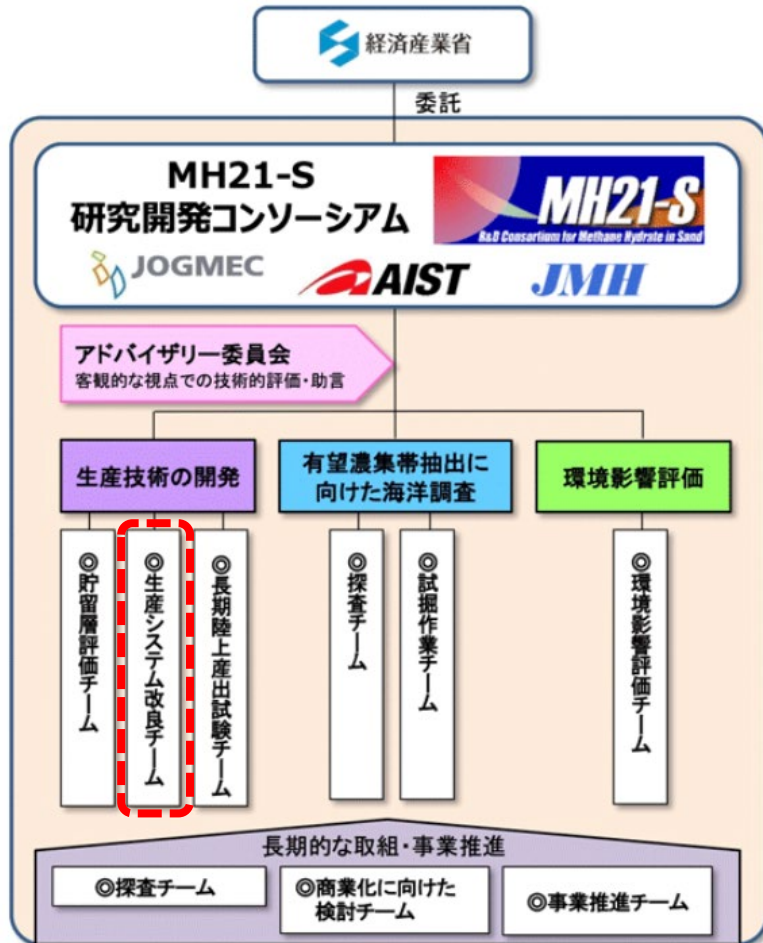 経済産業省
委託
MH21-S
研究開発コンソーシアム
MH21-S
R&D Consortium for Methane Hydrate in Sand
JOGMEC
AIST
JMH
アドバイザリー委員会
客観的な視点での技術的評価・助言
生産技術の開発
有望濃集帯抽出に
向けた海洋調査
環境影響評価
◎貯留層評価チーム
◎生産システム改良チーム
◎長期陸上産出試験チーム
◎探査チーム
◎試掘作業チーム
◎環境影響評価チーム
長期的な取組・事業推進
◎探査チーム
◎商業化に向けた
検討チーム
◎事業推進チーム